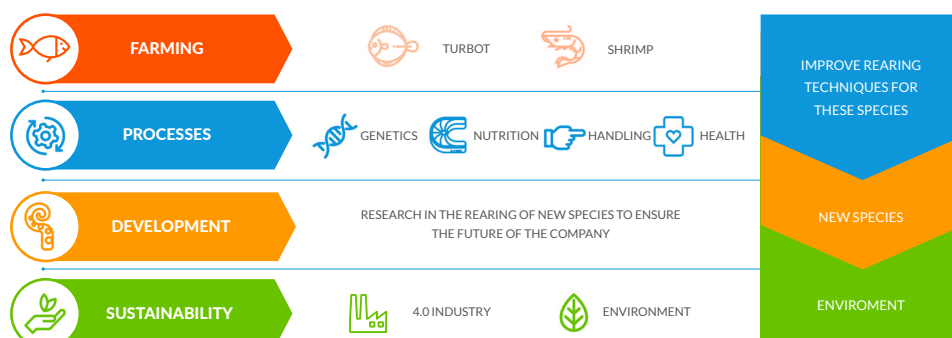 FARMING
TURBOT
SHRIMP
IMPROVE REARING
TECHNIQUES FOR
THESE SPECIES
PROCESSES
GENETICS
NUTRITION
HANDLING
HEALTH
DEVELOPMENT
RESEARCH IN THE REARING OF NEW SPECIES TO ENSURE
THE FUTURE OF THE COMPANY
NEW SPECIES
SUSTAINABILITY
4.0 INDUSTRY
ENVIRONMENT
ENVIROMENT